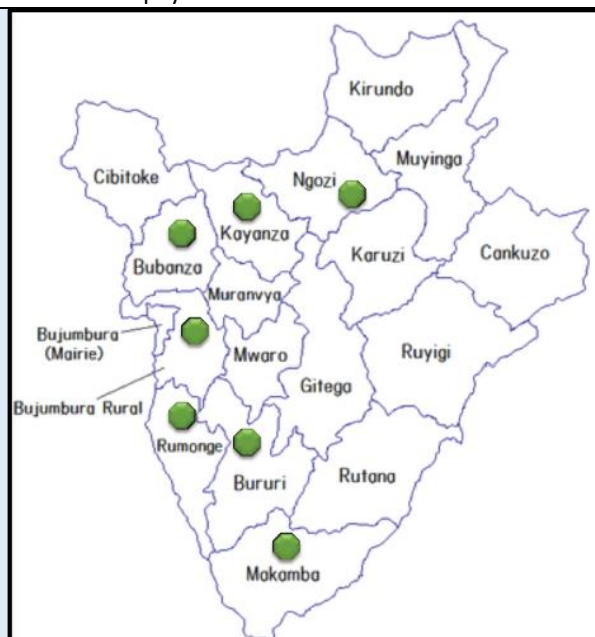 Kirundo
Muyinga
Cibitoke
Ngozi
Kayanza
Karuzi
Cankuzo
Bubanza
Muranvya
Bujumbura
(Mairie)
Mwaro
Ruyigi
Gitega
Bujumbura Rural
Rumonge
Bururi
Rutana
Makamba